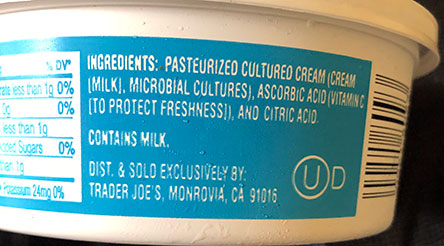 % DV*
less than 1g 0%
0g 0%
less than 1g
Added Sugars 0%
than 1g
Potassium 24mg 0%
INGREDIENTS: PASTEURIZED CULTURED CREAM (CREAM
[MILK], MICROBIAL CULTURES), ASCORBIC ACID (VITAMIN C
[TO PROTECT FRESHNESS]), AND CITRIC ACID.
CONTAINS MILK.
DIST. & SOLD EXCLUSIVELY BY:
TRADER JOE'S, MONROVIA, CA 91016
U D